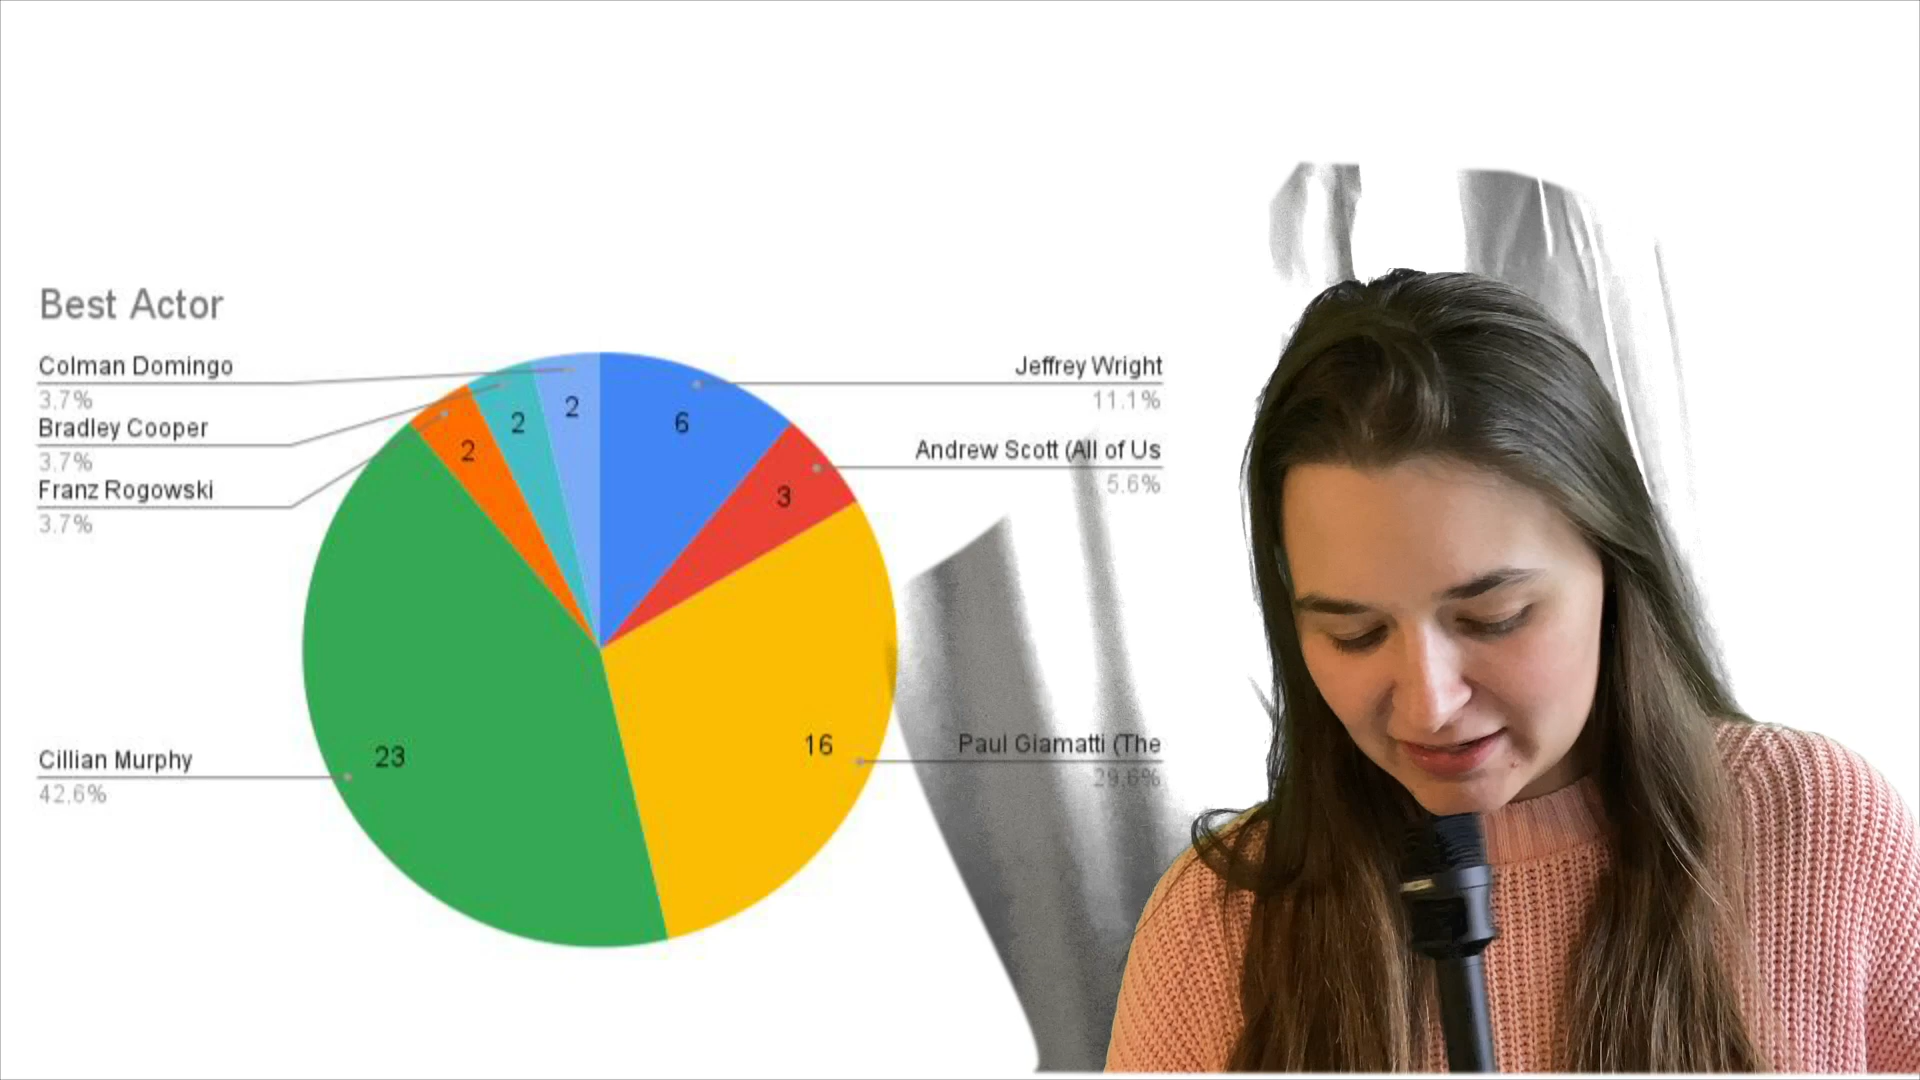 Best Actor
Colman Domingo
3.7%
Bradley Cooper
3.7%
Franz Rogowski
3.7%
Cillian Murphy
42.6%
Jeffrey Wright
11.1%
Andrew Scott (All of Us
5.6%
Paul Giamatti (The
29.6%
2
2
2
6
3
23
16